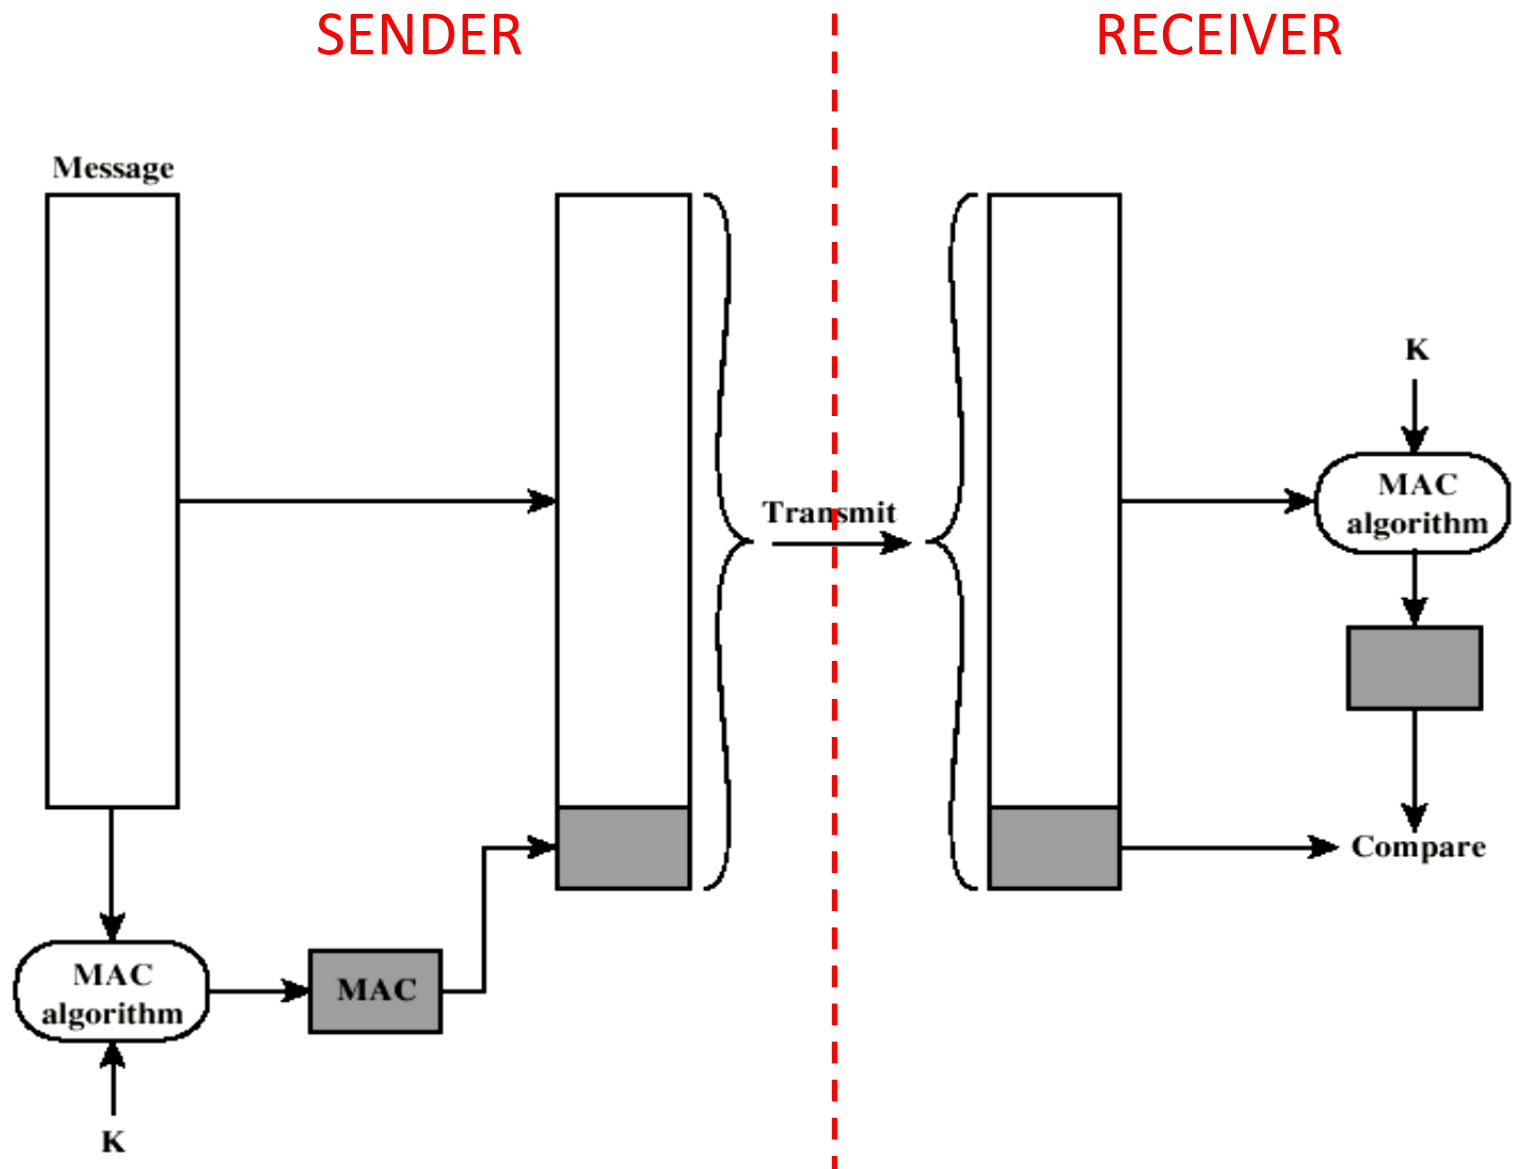 SENDER
RECEIVER
Message
K
MAC
algorithm
Transmit
Compare
MAC
algorithm
MAC
K